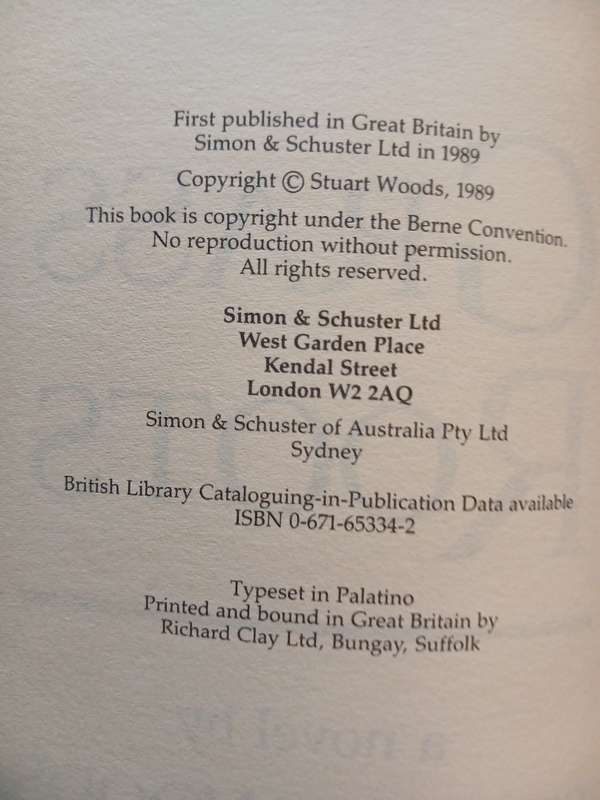 First published in Great Britain by
Simon & Schuster Ltd in 1989
Copyright © Stuart Woods, 1989
This book is copyright under the Berne Convention.
No reproduction without permission.
All rights reserved.
Simon & Schuster Ltd
West Garden Place
Kendal Street
London W2 2AQ
Simon & Schuster of Australia Pty Ltd
Sydney
British Library Cataloguing-in-Publication Data available
ISBN 0-671-65334-2
Typeset in Palatino
Printed and bound in Great Britain by
Richard Clay Ltd, Bungay, Suffolk
a novel by